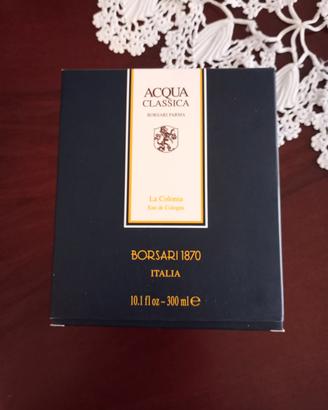 ACQUA
CLASSICA
BORSARI PARMA
La Colonia
Eau de Cologne
BORSARI 1870
ITALIA
10.1 fl oz – 300 ml ℮